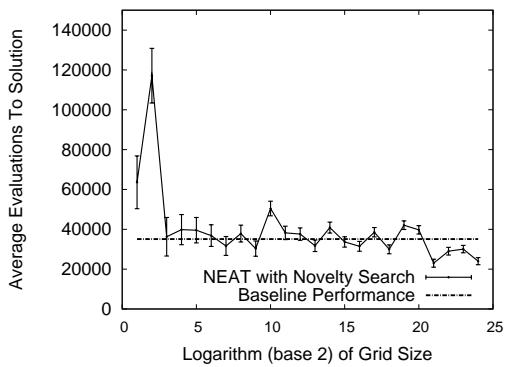 140000
120000
100000
80000
60000
40000
20000
0
Average Evaluations To Solution
NEAT with Novelty Search
Baseline Performance
0 5 10 15 20 25
Logarithm (base 2) of Grid Size